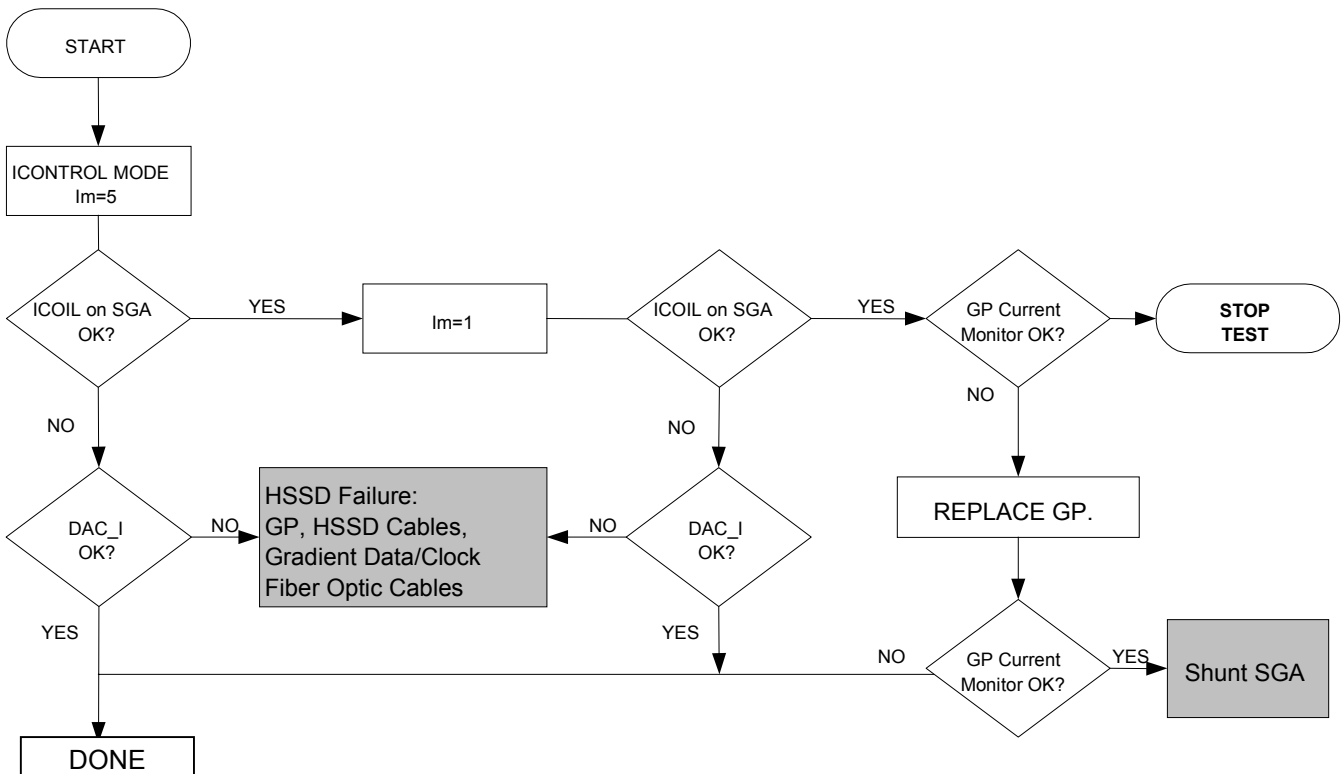 START
ICONTROL MODE
Im=5
ICOIL on SGA
OK?
YES
Im=1
ICOIL on SGA
OK?
YES
GP Current
Monitor OK?
STOP
TEST
NO
NO
NO
DAC_I
OK?
NO
HSSD Failure:
GP, HSSD Cables,
Gradient Data/Clock
Fiber Optic Cables
NO
DAC_I
OK?
REPLACE GP.
YES
YES
NO
GP Current
Monitor OK?
YES
Shunt SGA
DONE